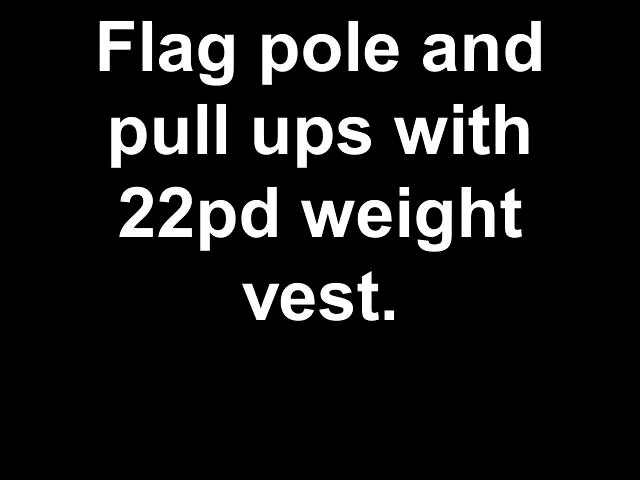 Flag pole and
pull ups with
22pd weight
vest.